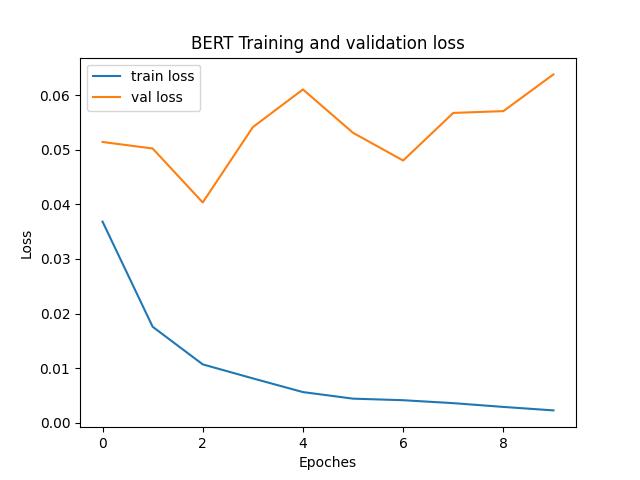 BERT Training and validation loss
train loss
val loss
0.06
0.05
0.04
0.03
0.02
0.01
0.00
Loss
0 2 4 6 8
Epoches